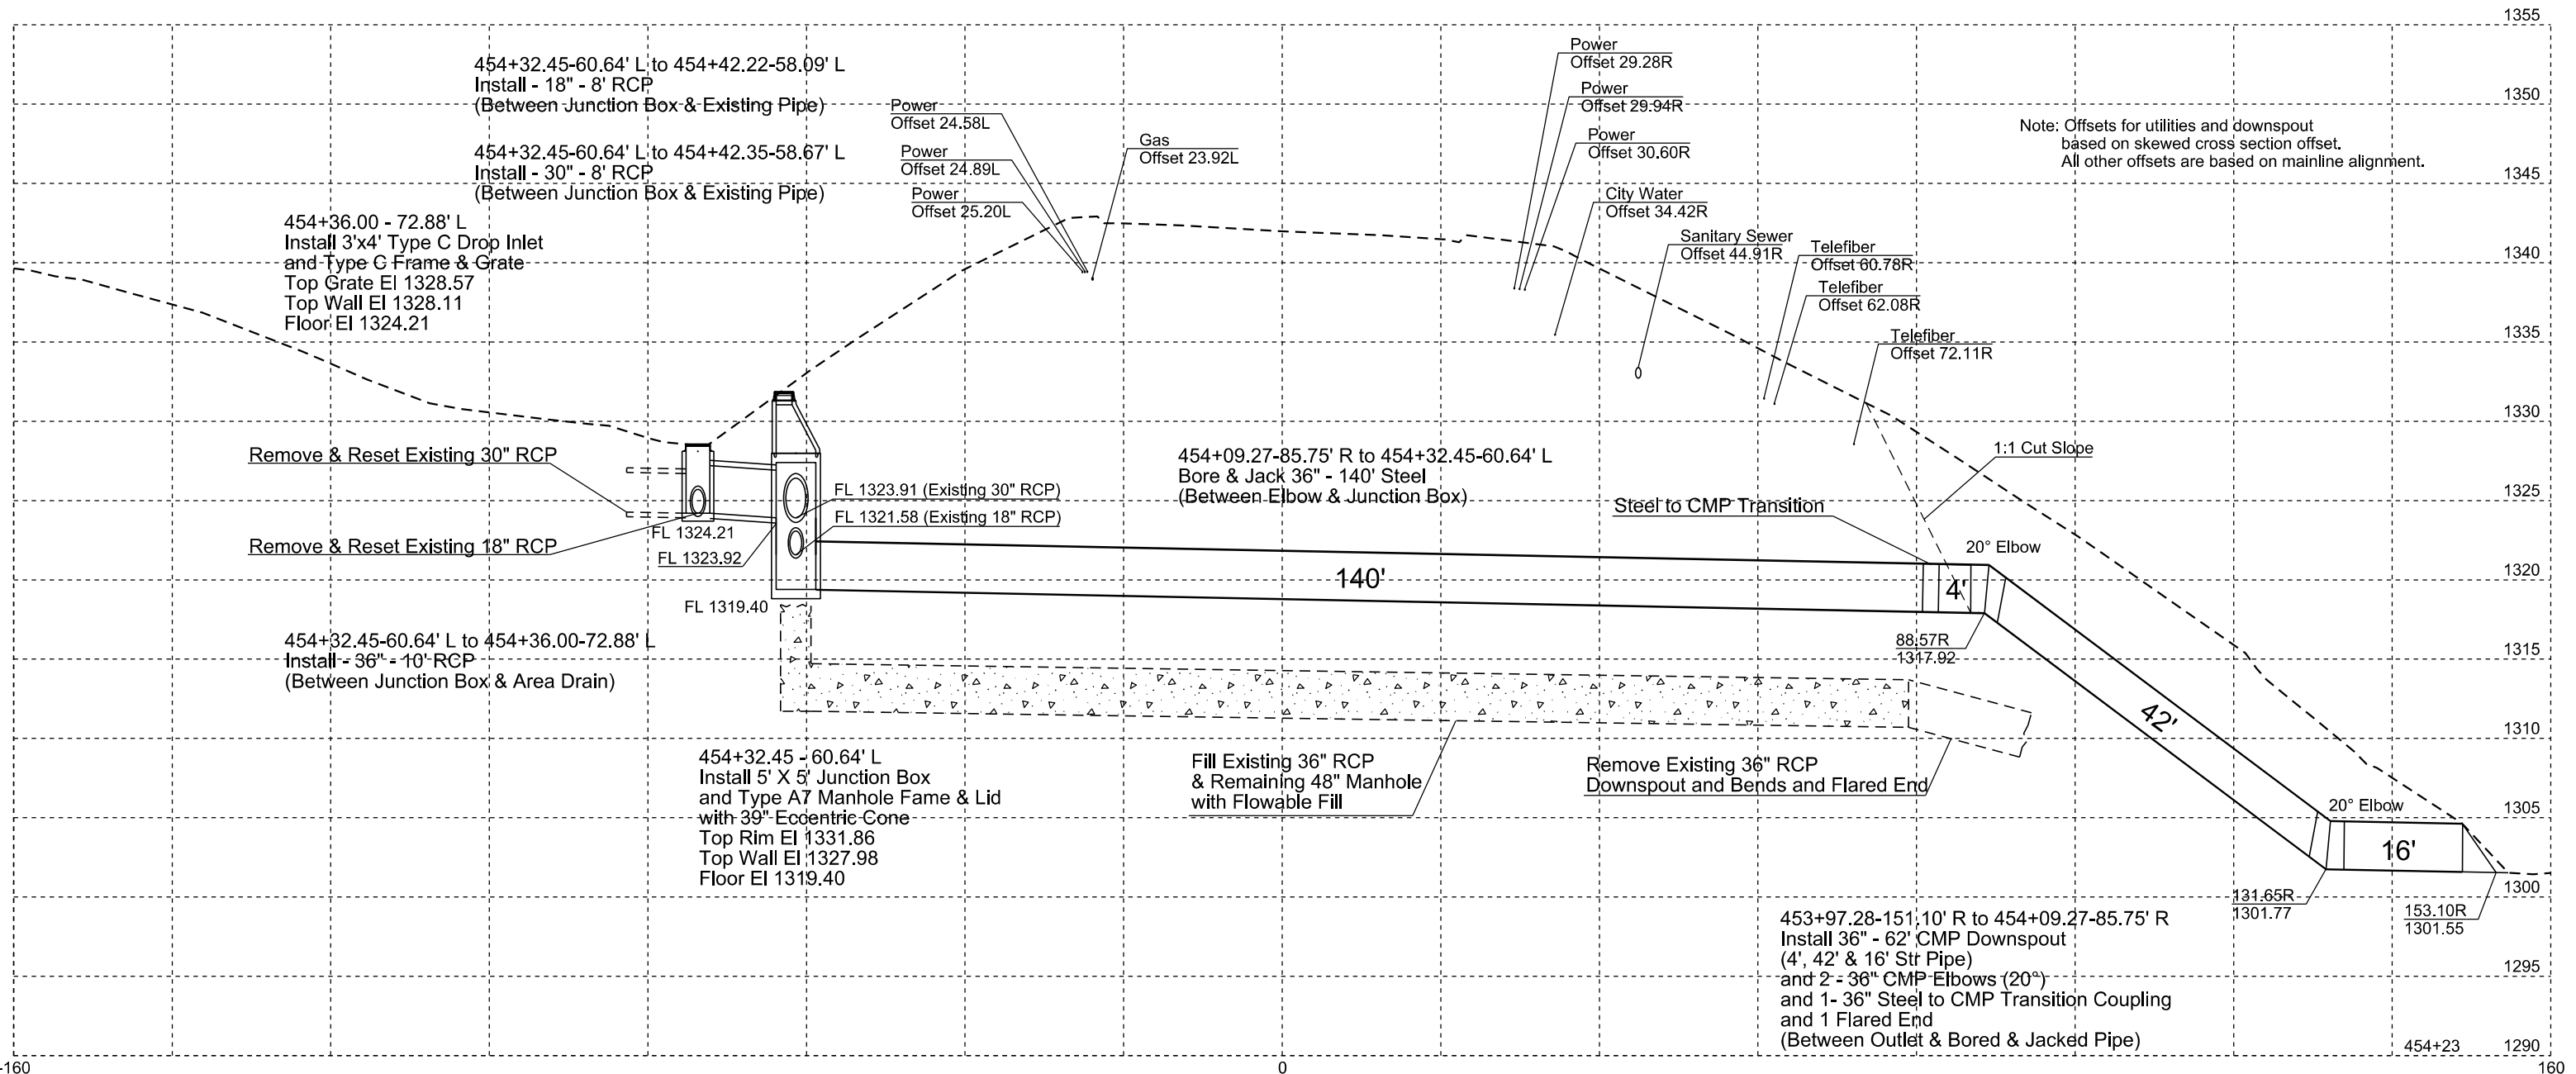 1355
454+32.45-60.64' L to 454+42.22-58.09' L
Install - 18" - 8' RCP
(Between Junction Box & Existing Pipe)
454+32.45-60.64' L to 454+42.35-58.67' L
Install - 30" - 8' RCP
(Between Junction Box & Existing Pipe)
454+36.00 - 72.88' L
Install 3'x4' Type C Drop Inlet
and Type C Frame & Grate
Top Grate El 1328.57
Top Wall El 1328.11
Floor El 1324.21
Power
Offset 24.58L
Power
Offset 24.89L
Power
Offset 25.20L
Gas
Offset 23.92L
Power
Offset 29.28R
Power
Offset 29.94R
Power
Offset 30.60R
City Water
Offset 34.42R
Sanitary Sewer
Offset 44.91R
Telefiber
Offset 60.78R
Telefiber
Offset 62.08R
Telefiber
Offset 72.11R
Note: Offsets for utilities and downspout
based on skewed cross section offset.
All other offsets are based on mainline alignment.
1350
1345
1340
1335
1330
1325
1320
1315
1310
1305
1300
1295
1290
Remove & Reset Existing 30" RCP
Remove & Reset Existing 18" RCP
FL 1324.21
FL 1323.92
FL 1319.40
FL 1323.91 (Existing 30" RCP)
FL 1321.58 (Existing 18" RCP)
454+09.27-85.75' R to 454+32.45-60.64' L
Bore & Jack 36" - 140' Steel
(Between Elbow & Junction Box)
1:1 Cut Slope
Steel to CMP Transition
20° Elbow
140'
4'
88.57R
1317.92
42'
454+32.45-60.64' L to 454+36.00-72.88' L
Install - 36" - 10' RCP
(Between Junction Box & Area Drain)
454+32.45 - 60.64' L
Install 5' X 5' Junction Box
and Type A7 Manhole Fame & Lid
with 39" Eccentric Cone
Top Rim El 1331.86
Top Wall El 1327.98
Floor El 1319.40
Fill Existing 36" RCP
& Remaining 48" Manhole
with Flowable Fill
Remove Existing 36" RCP
Downspout and Bends and Flared End
20° Elbow
16'
131.65R
1301.77
153.10R
1301.55
453+97.28-151.10' R to 454+09.27-85.75' R
Install 36" - 62' CMP Downspout
(4', 42' & 16' Str Pipe)
and 2 - 36" CMP Elbows (20°)
and 1- 36" Steel to CMP Transition Coupling
and 1 Flared End
(Between Outlet & Bored & Jacked Pipe)
454+23
-160
0
160